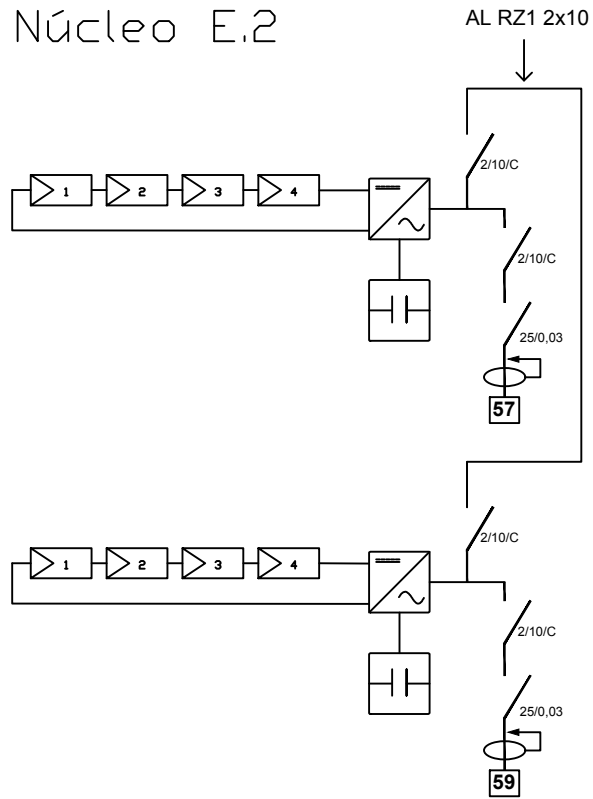 Núcleo E.2
AL RZ1 2x10
2/10/C
1 2 3 4
2/10/C
25/0,03
57
2/10/C
1 2 3 4
2/10/C
25/0,03
59